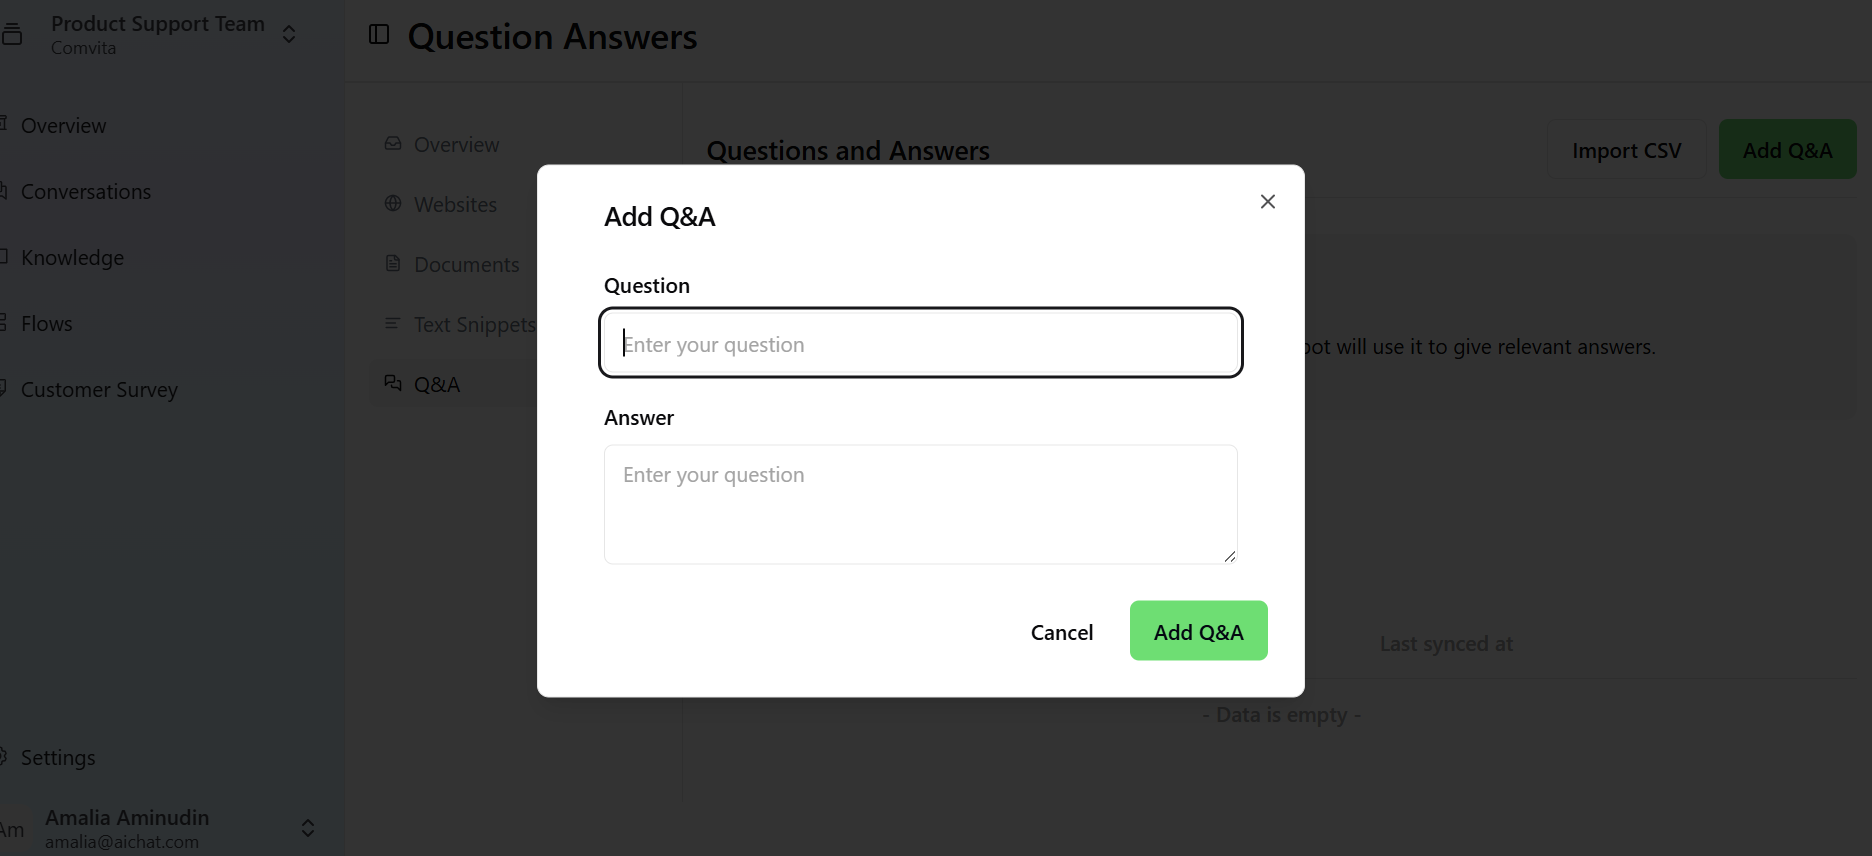 Product Support Team
Comvita
Question Answers
Overview
Conversations
Knowledge
Flows
Customer Survey
Settings
Am
Amalia Aminudin
amalia@aichat.com
Overview
Websites
Documents
Text Snippets
Q&A
Questions and Answers
Import CSV
Add Q&A
Add Q&A
Question
Enter your question
Answer
Enter your question
Cancel
Add Q&A
will use it to give relevant answers.
Last synced at
- Data is empty -